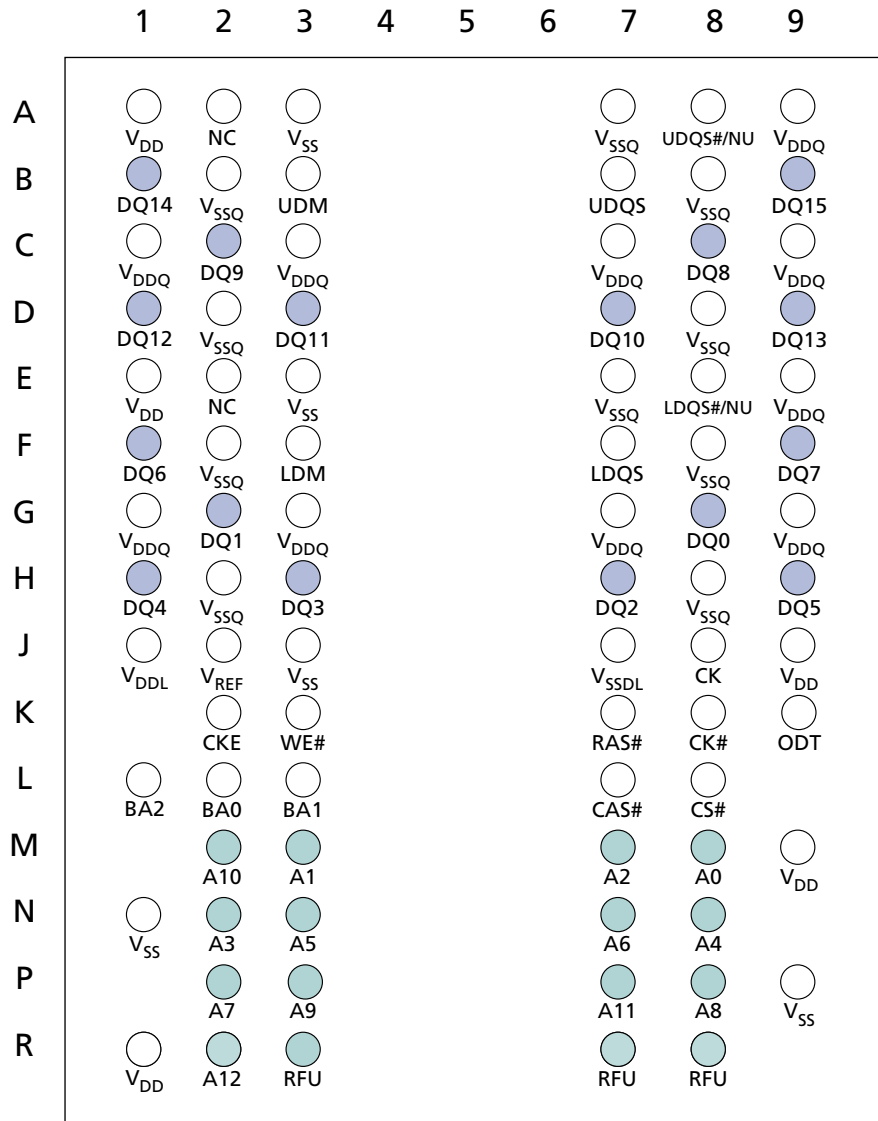 1 2 3 4 5 6 7 8 9
A
VDD NC VSS VSSQ UDQS#/NU VDDQ
B
DQ14 VSSQ UDM UDQS VSSQ DQ15
C
VDDQ DQ9 VDDQ VDDQ DQ8 VDDQ
D
DQ12 VSSQ DQ11 DQ10 VSSQ DQ13
E
VDD NC VSS VSSQ LDQS#/NU VDDQ
F
DQ6 VSSQ LDM LDQS VSSQ DQ7
G
VDDQ DQ1 VDDQ VDDQ DQ0 VDDQ
H
DQ4 VSSQ DQ3 DQ2 VSSQ DQ5
J
VDDL VREF VSS VSSDL CK VDD
K
CKE WE# RAS# CK# ODT
L
BA2 BA0 BA1 CAS# CS#
M
A10 A1 A2 A0 VDD
N
VSS A3 A5 A6 A4
P
A7 A9 A11 A8 VSS
R
VDD A12 RFU RFU RFU